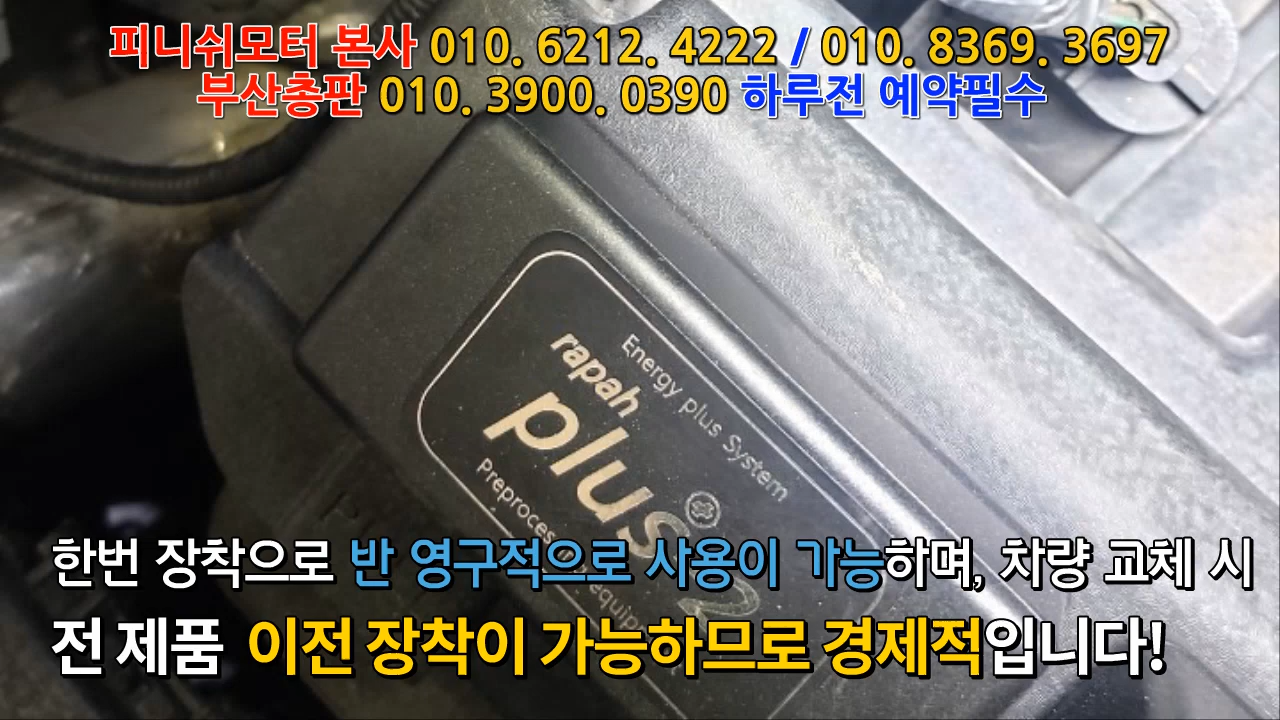 피니쉬모터 본사 010. 6212. 4222 / 010. 8369. 3697
부산총판 010. 3900. 0390 하루전 예약필수
Energy plus System
rapah
plus 2
한번 장착으로 반 영구적으로 사용이 가능하며, 차량 교체 시
전 제품 이전 장착이 가능하므로 경제적입니다!